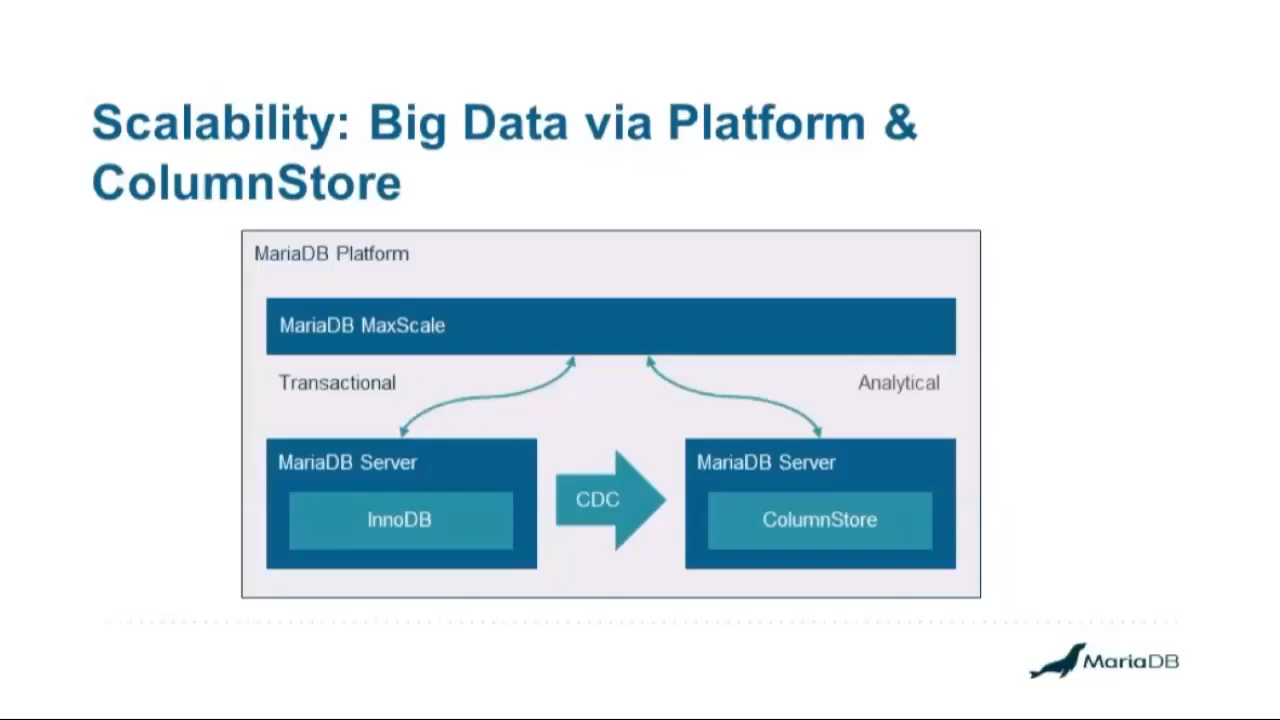 Scalability: Big Data via Platform &
ColumnStore
MariaDB Platform
MariaDB MaxScale
Transactional
Analytical
MariaDB Server
MariaDB Server
CDC
InnoDB
ColumnStore
MariaDB